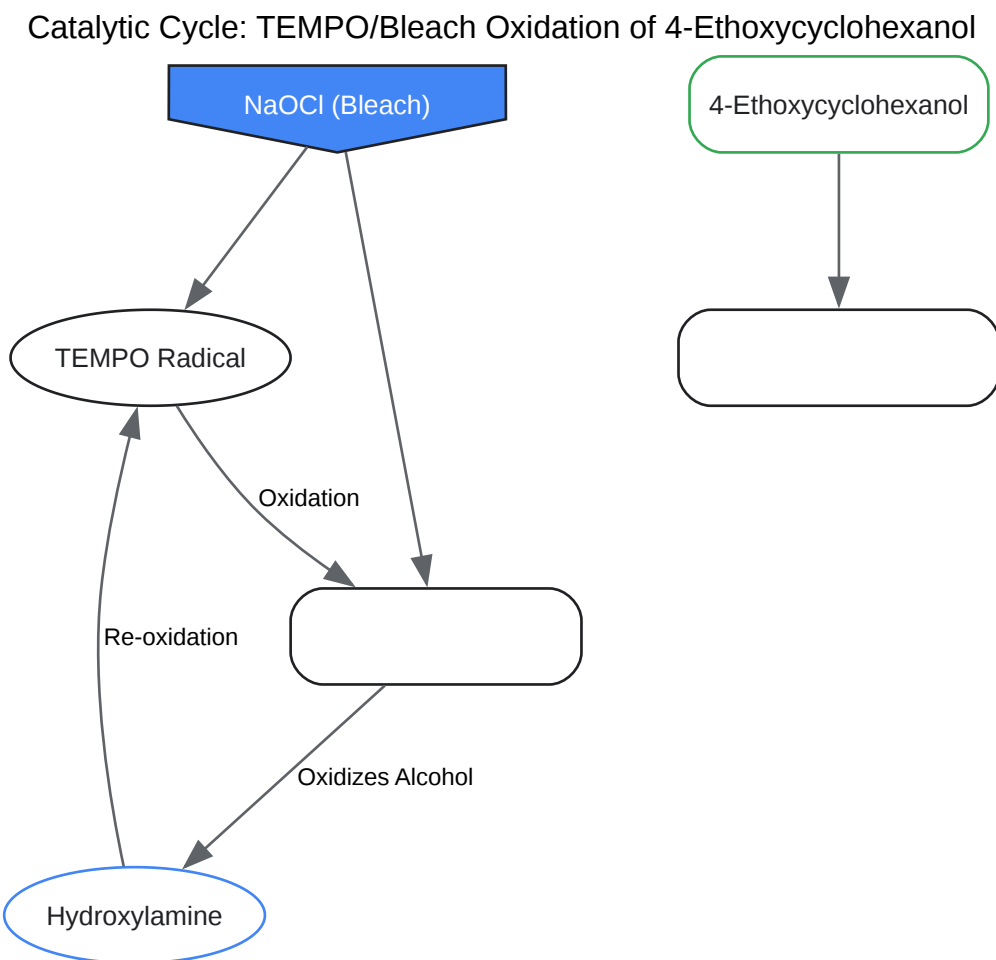 Catalytic Cycle: TEMPO/Bleach Oxidation of 4-Ethoxycyclohexanol
NaOCl (Bleach)
4-Ethoxycyclohexanol
TEMPO Radical
Oxidation
Re-oxidation
Oxidizes Alcohol
Hydroxylamine